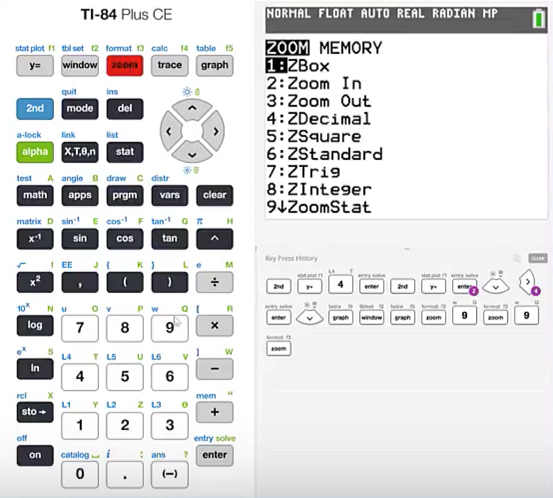 TI-84 Plus CE
stat plot f1 tbl set f2 format f3 calc f4 table f5
y= window zoom trace graph
quit ins
2nd mode del
a-lock link list
alpha X,T,θ,n stat
test A angle B draw C distr
math apps prgm vars clear
matrix D sin⁻¹ E cos⁻¹ F tan⁻¹ G π H
x⁻¹ sin cos tan ^
√ I EE J { K } L e M
x² , ( ) ÷
10ˣ N u O v P w Q [ R
log 7 8 9 ×
eˣ S L4 T L5 U L6 V ] W
ln 4 5 6 −
rcl X L1 Y L2 Z L3 θ mem “
sto→ 1 2 3 +
off catalog ⎵ i : ans ? entry solve
on 0 . (−) enter
NORMAL FLOAT AUTO REAL RADIAN MP
ZOOM MEMORY
1:ZBox
2:Zoom In
3:Zoom Out
4:ZDecimal
5:ZSquare
6:ZStandard
7:ZTrig
8:ZInteger
9↓ZoomStat
Key Press History CLEAR
stat plot f1 L4 T entry solve stat plot f1 entry solve
2nd y= 4 enter 2nd y= enter 2 4
entry solve table f5 tblset f2 table f5 format f3 w Q format f3 w Q
enter graph window graph zoom 9 zoom 9
format f3
zoom